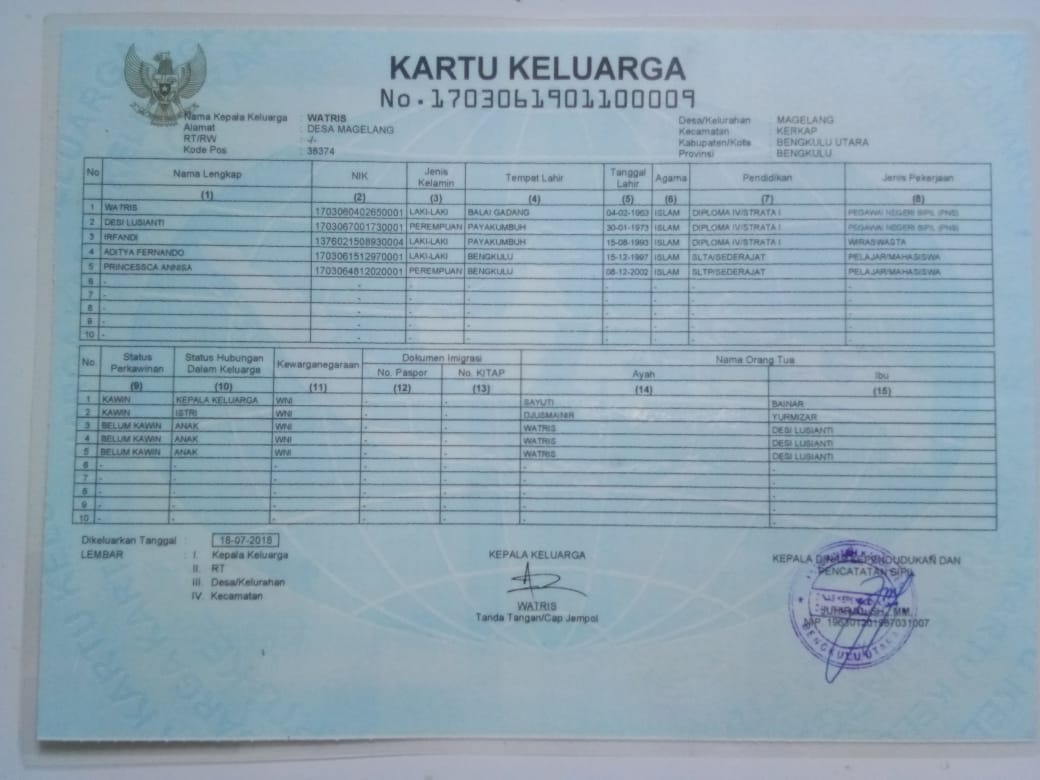 KARTU KELUARGA
No.1703061901100009
Nama Kepala Keluarga : WATRIS
Alamat : DESA MAGELANG
RT/RW : -/-
Kode Pos : 38374
Desa/Kelurahan : MAGELANG
Kecamatan : KERKAP
Kabupaten/Kota : BENGKULU UTARA
Provinsi : BENGKULU
No Nama Lengkap NIK Jenis Kelamin Tempat Lahir Tanggal Lahir Agama Pendidikan Jenis Pekerjaan
(1) (2) (3) (4) (5) (6) (7) (8)
1 WATRIS 1703060402650001 LAKI-LAKI BALAI GADANG 04-02-1963 ISLAM DIPLOMA IV/STRATA I PEGAWAI NEGERI SIPIL (PNS)
2 DESI LUSIANTI 1703067001730001 PEREMPUAN PAYAKUMBUH 30-01-1973 ISLAM DIPLOMA IV/STRATA I PEGAWAI NEGERI SIPIL (PNS)
3 IRFANDI 1376021508930004 LAKI-LAKI PAYAKUMBUH 15-08-1993 ISLAM DIPLOMA IV/STRATA I WIRASWASTA
4 ADITYA FERNANDO 1703061512970001 LAKI-LAKI BENGKULU 15-12-1997 ISLAM SLTA/SEDERAJAT PELAJAR/MAHASISWA
5 PRINCESSCA ANNISA 1703064812020001 PEREMPUAN BENGKULU 08-12-2002 ISLAM SLTP/SEDERAJAT PELAJAR/MAHASISWA
6 - - - - - - - -
7 - - - - - - - -
8 - - - - - - - -
9 - - - - - - - -
10 - - - - - - - -
No Status Perkawinan Status Hubungan Dalam Keluarga Kewarganegaraan Dokumen Imigrasi Nama Orang Tua
No. Paspor No. KITAP Ayah Ibu
(9) (10) (11) (12) (13) (14) (15)
1 KAWIN KEPALA KELUARGA WNI - - SAYUTI BAINAR
2 KAWIN ISTRI WNI - - DJUSMAINIR YURMIZAR
3 BELUM KAWIN ANAK WNI - - WATRIS DESI LUSIANTI
4 BELUM KAWIN ANAK WNI - - WATRIS DESI LUSIANTI
5 BELUM KAWIN ANAK WNI - - WATRIS DESI LUSIANTI
6 - - - - - - -
7 - - - - - - -
8 - - - - - - -
9 - - - - - - -
10 - - - - - - -
Dikeluarkan Tanggal : 18-07-2018
LEMBAR : I. Kepala Keluarga
II. RT
III. Desa/Kelurahan
IV. Kecamatan
KEPALA KELUARGA
WATRIS
Tanda Tangan/Cap Jempol
KEPALA DINAS KEPENDUDUKAN DAN
PENCATATAN SIPIL
SH., MM.
NIP.
BENGKULU UTARA